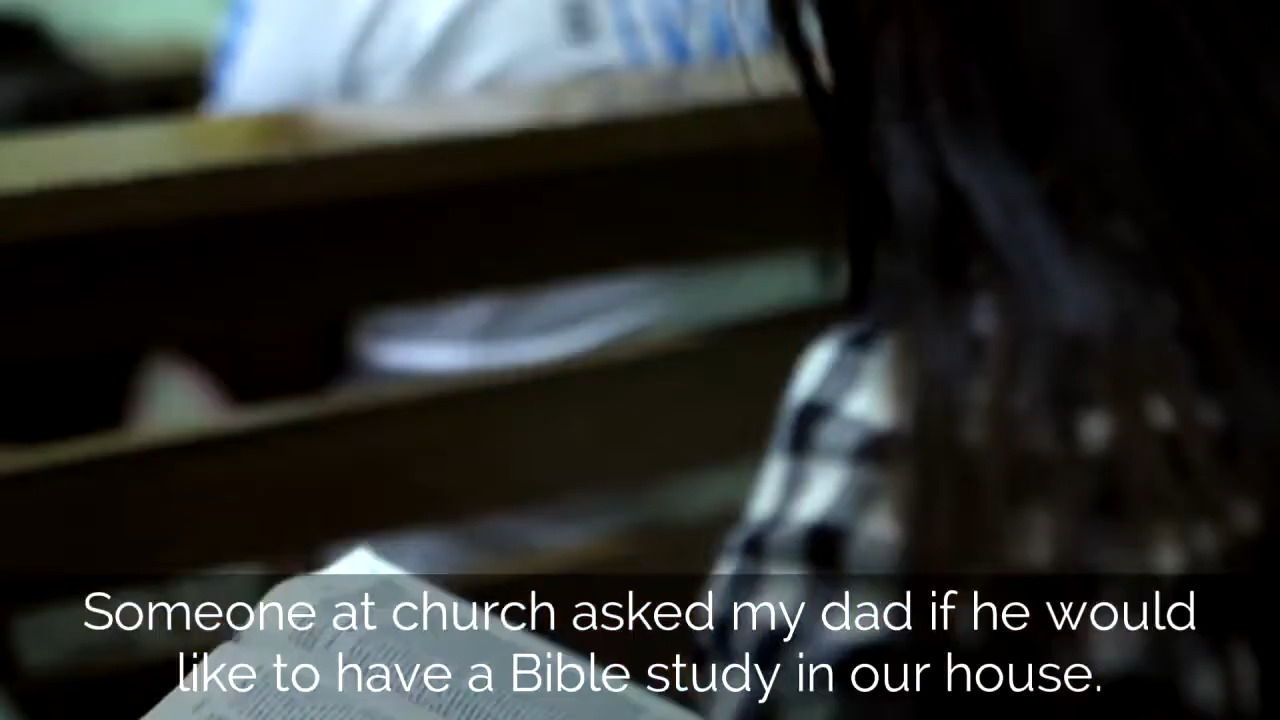 Someone at church asked my dad if he would
like to have a Bible study in our house.